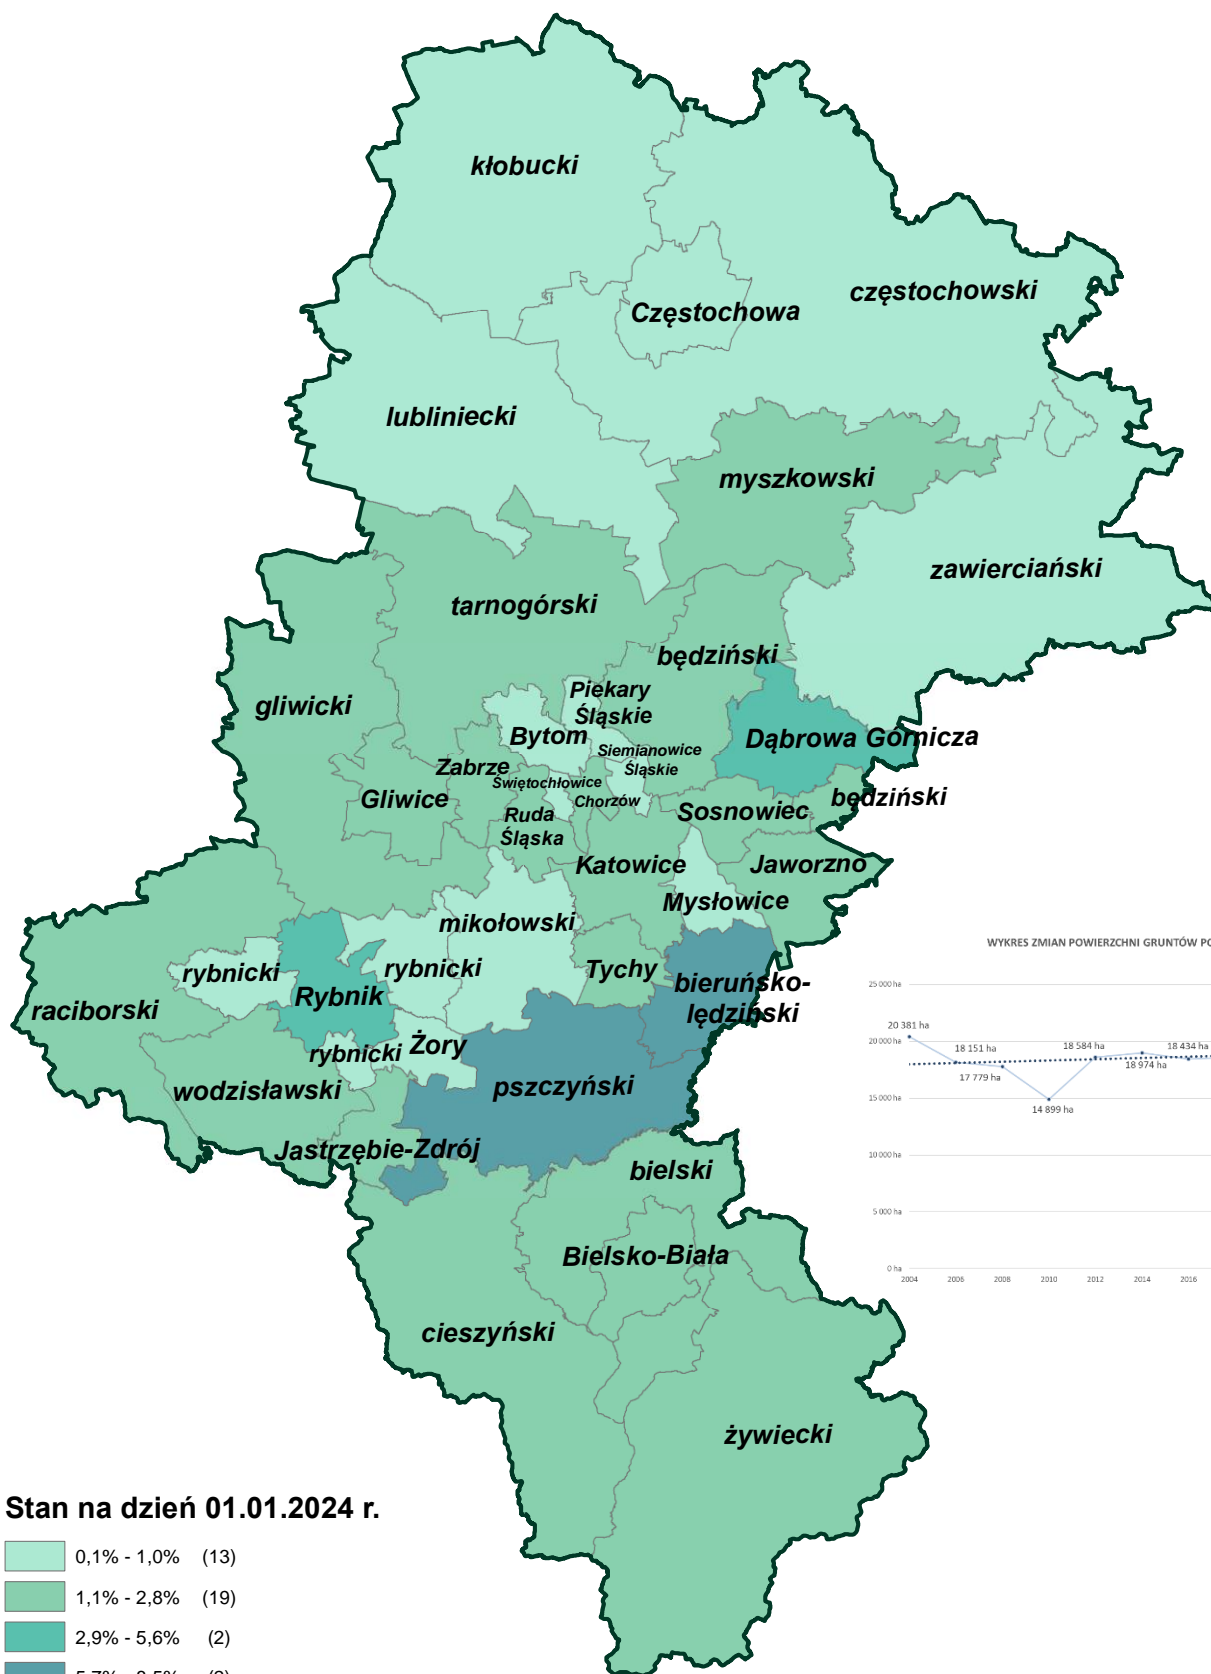 kłobucki
częstochowski
Częstochowa
lubliniecki
myszkowski
zawierciański
tarnogórski
będziński
gliwicki
Piekary
Śląskie
Bytom
Dąbrowa Górnicza
Siemianowice
Śląskie
Zabrze
Świętochłowice
Gliwice
Chorzów
będziński
Ruda
Śląska
Sosnowiec
Katowice
Jaworzno
Mysłowice
mikołowski
rybnicki
rybnicki
Tychy
bieruńsko-
lędziński
raciborski
Rybnik
rybnicki
Żory
wodzisławski
pszczyński
Jastrzębie-Zdrój
bielski
Bielsko-Biała
cieszyński
żywiecki
WYKRES ZMIAN POWIERZCHNI GRUNTÓW PO
25 000 ha
20 000 ha
15 000 ha
10 000 ha
5 000 ha
0 ha
20 381 ha
18 151 ha
17 779 ha
14 899 ha
18 584 ha
18 974 ha
18 434 ha
2004 2006 2008 2010 2012 2014 2016
Stan na dzień 01.01.2024 r.
0,1% - 1,0% (13)
1,1% - 2,8% (19)
2,9% - 5,6% (2)